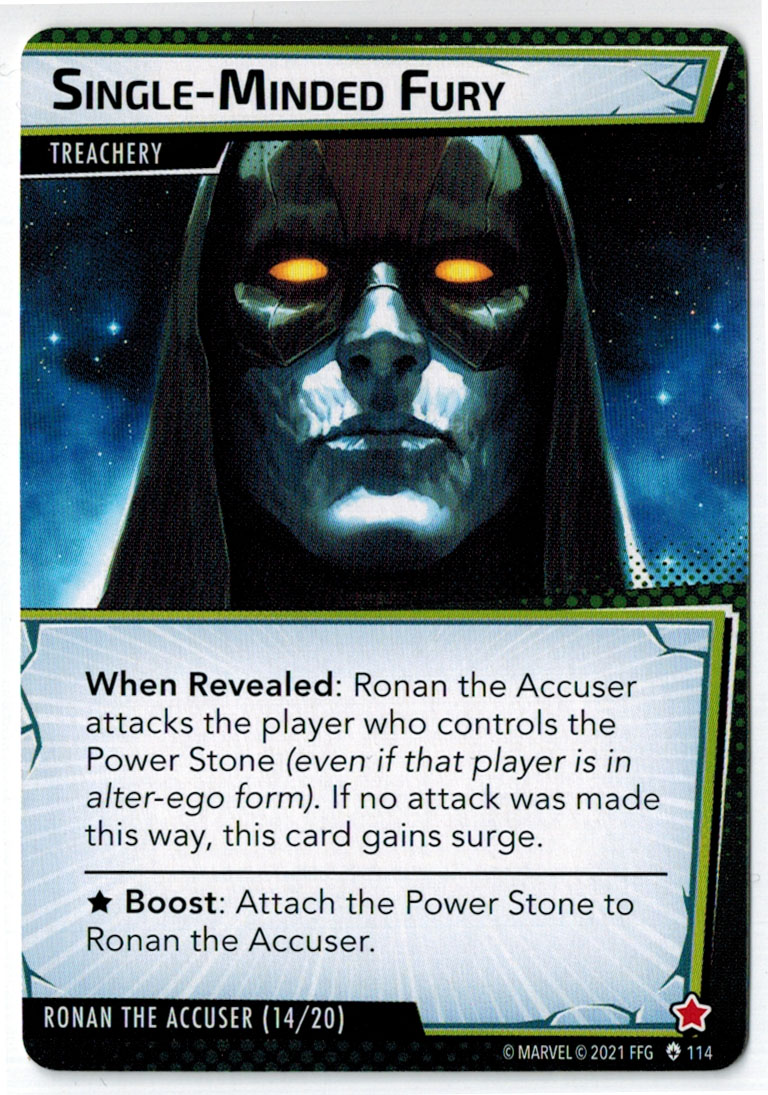 SINGLE-MINDED FURY
TREACHERY
When Revealed: Ronan the Accuser
attacks the player who controls the
Power Stone (even if that player is in
alter-ego form). If no attack was made
this way, this card gains surge.
★ Boost: Attach the Power Stone to
Ronan the Accuser.
RONAN THE ACCUSER (14/20)
© MARVEL © 2021 FFG 114